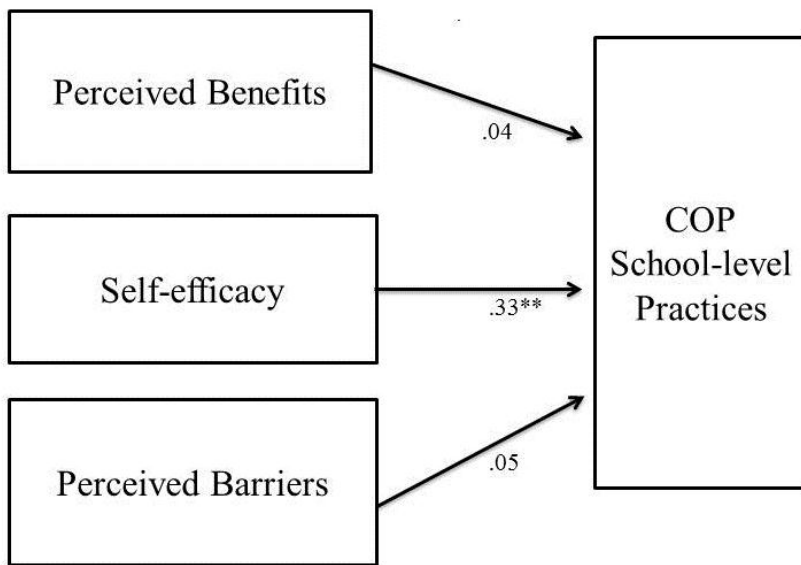 Perceived Benefits
.04
Self-efficacy
.33**
Perceived Barriers
.05
COP
School-level
Practices